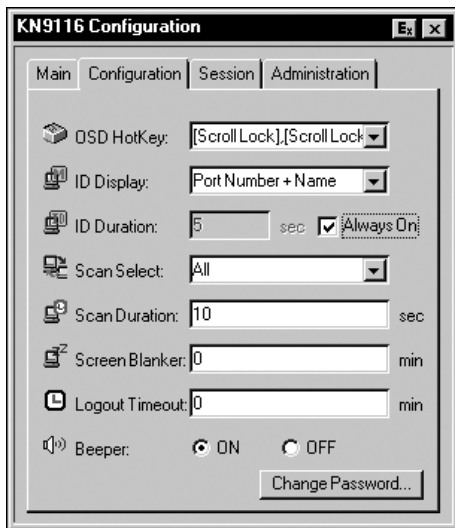 KN9116 Configuration
Ex
Main Configuration Session Administration
OSD HotKey: [Scroll Lock],[Scroll Lock
ID Display: Port Number + Name
ID Duration: 5 sec Always On
Scan Select: All
Scan Duration: 10 sec
Screen Blanker: 0 min
Logout Timeout: 0 min
Beeper: ON OFF
Change Password...